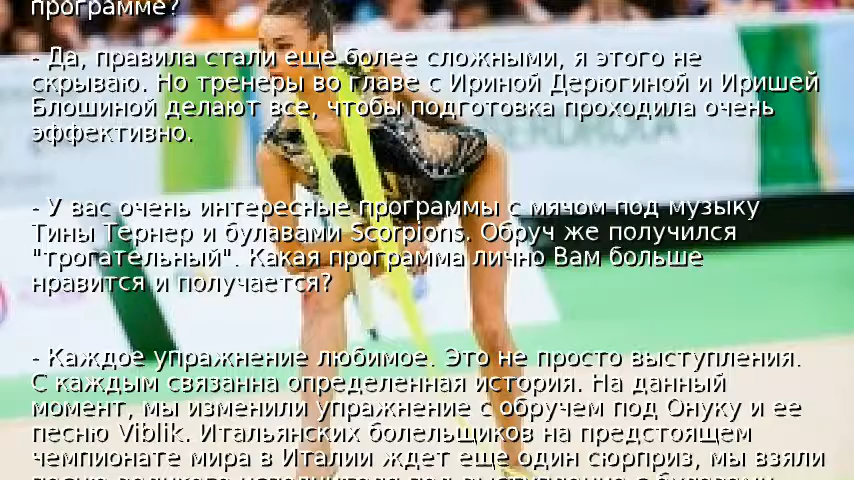 программе?
- Да, правила стали еще более сложными, я этого не
скрываю. Но тренеры во главе с Ириной Дерюгиной и Иришей
Блошиной делают все, чтобы подготовка проходила очень
эффективно.
- У вас очень интересные программы с мячом под музыку
Тины Тернер и булавами Scorpions. Обруч же получился
"трогательный". Какая программа лично Вам больше
нравится и получается?
- Каждое упражнение любимое. Это не просто выступления.
С каждым связанна определенная история. На данный
момент, мы изменили упражнение с обручем под Онуку и ее
песню Viblik. Итальянских болельщиков на предстоящем
чемпионате мира в Италии ждет еще один сюрприз, мы взяли